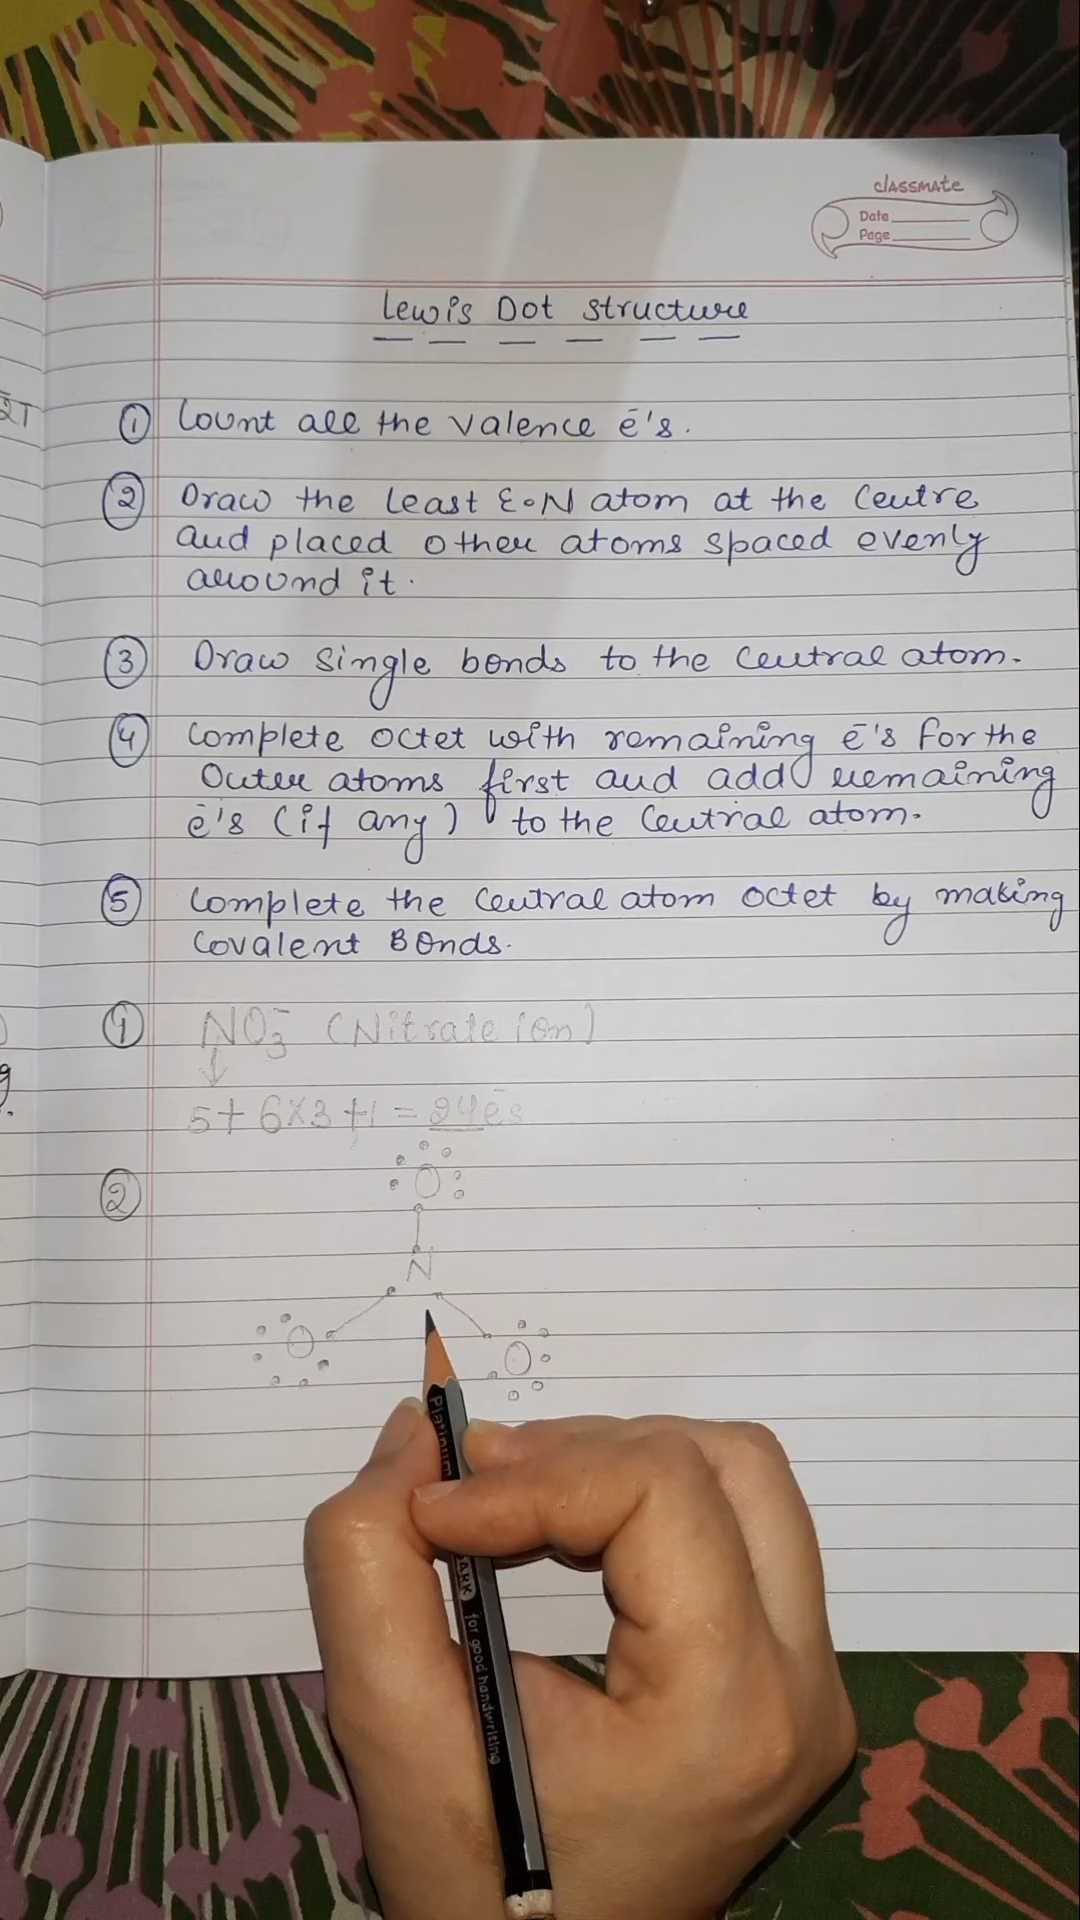 classmate
Date
Page
Lewis Dot structure
① Count all the valence ē's.
② Draw the least E.N atom at the centre
and placed other atoms spaced evenly
around it.
③ Draw single bonds to the central atom.
④ Complete octet with remaining ē's for the
Outer atoms first and add remaining
ē's (if any) to the central atom.
⑤ Complete the central atom octet by making
Covalent Bonds.
① NO₃⁻ (Nitrate ion)
↓
5+ 6x3 +1 = 24ēs
②
O
N
O O
Platinum
for good handwriting